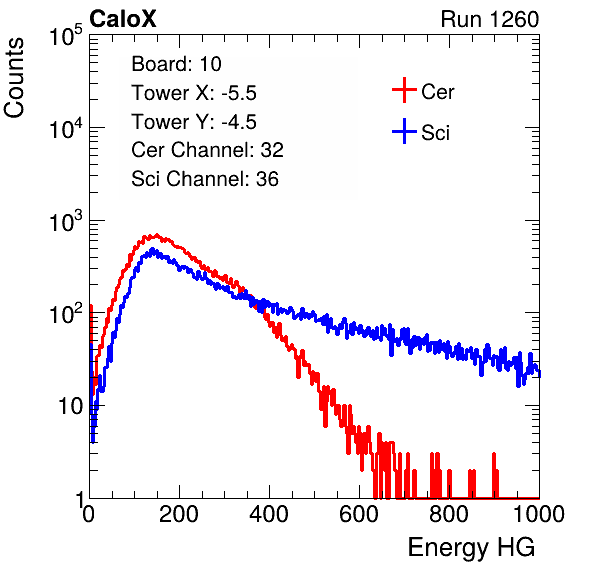 CaloX Run 1260
Counts
Board: 10
Tower X: -5.5
Tower Y: -4.5
Cer Channel: 32
Sci Channel: 36
Cer
Sci
10^5
10^4
10^3
10^2
10
1
0 200 400 600 800 1000
Energy HG